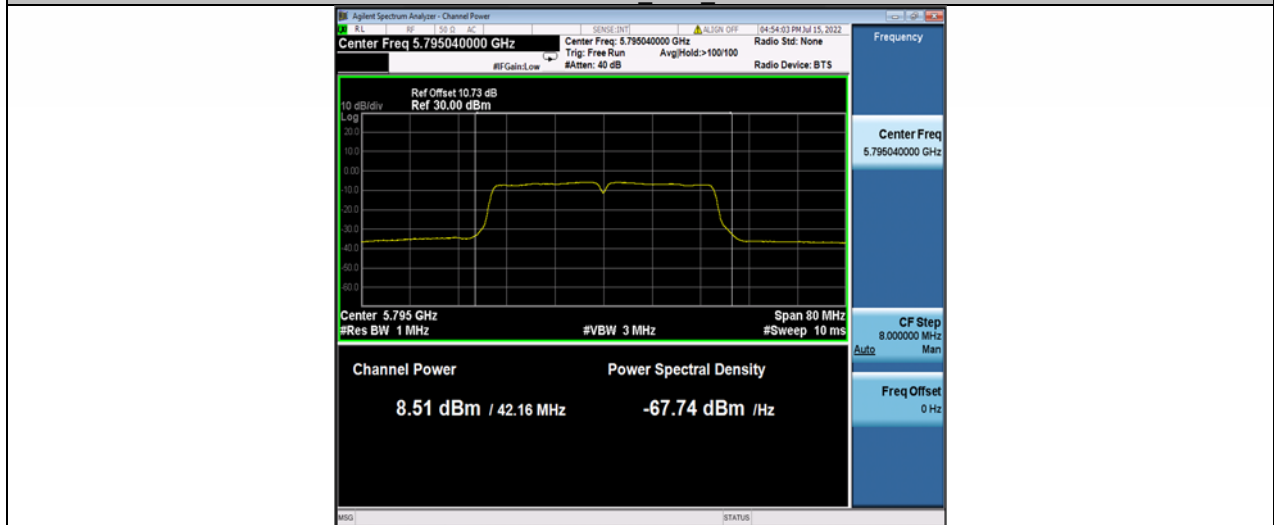 Agilent Spectrum Analyzer - Channel Power
RL RF 50 Ω AC SENSE:INT ALIGN OFF 04:54:03 PM Jul 15, 2022
Center Freq 5.795040000 GHz
Center Freq: 5.795040000 GHz
Radio Std: None
Trig: Free Run Avg|Hold:>100/100
#IFGain:Low #Atten: 40 dB
Radio Device: BTS
Frequency
Ref Offset 10.73 dB
10 dB/div Ref 30.00 dBm
Log
20.0
10.0
0.00
-10.0
-20.0
-30.0
-40.0
-50.0
-60.0
Center 5.795 GHz Span 80 MHz
#Res BW 1 MHz #VBW 3 MHz #Sweep 10 ms
Channel Power
8.51 dBm / 42.16 MHz
Power Spectral Density
-67.74 dBm /Hz
Center Freq
5.795040000 GHz
CF Step
8.000000 MHz
Auto Man
Freq Offset
0 Hz
MSG STATUS